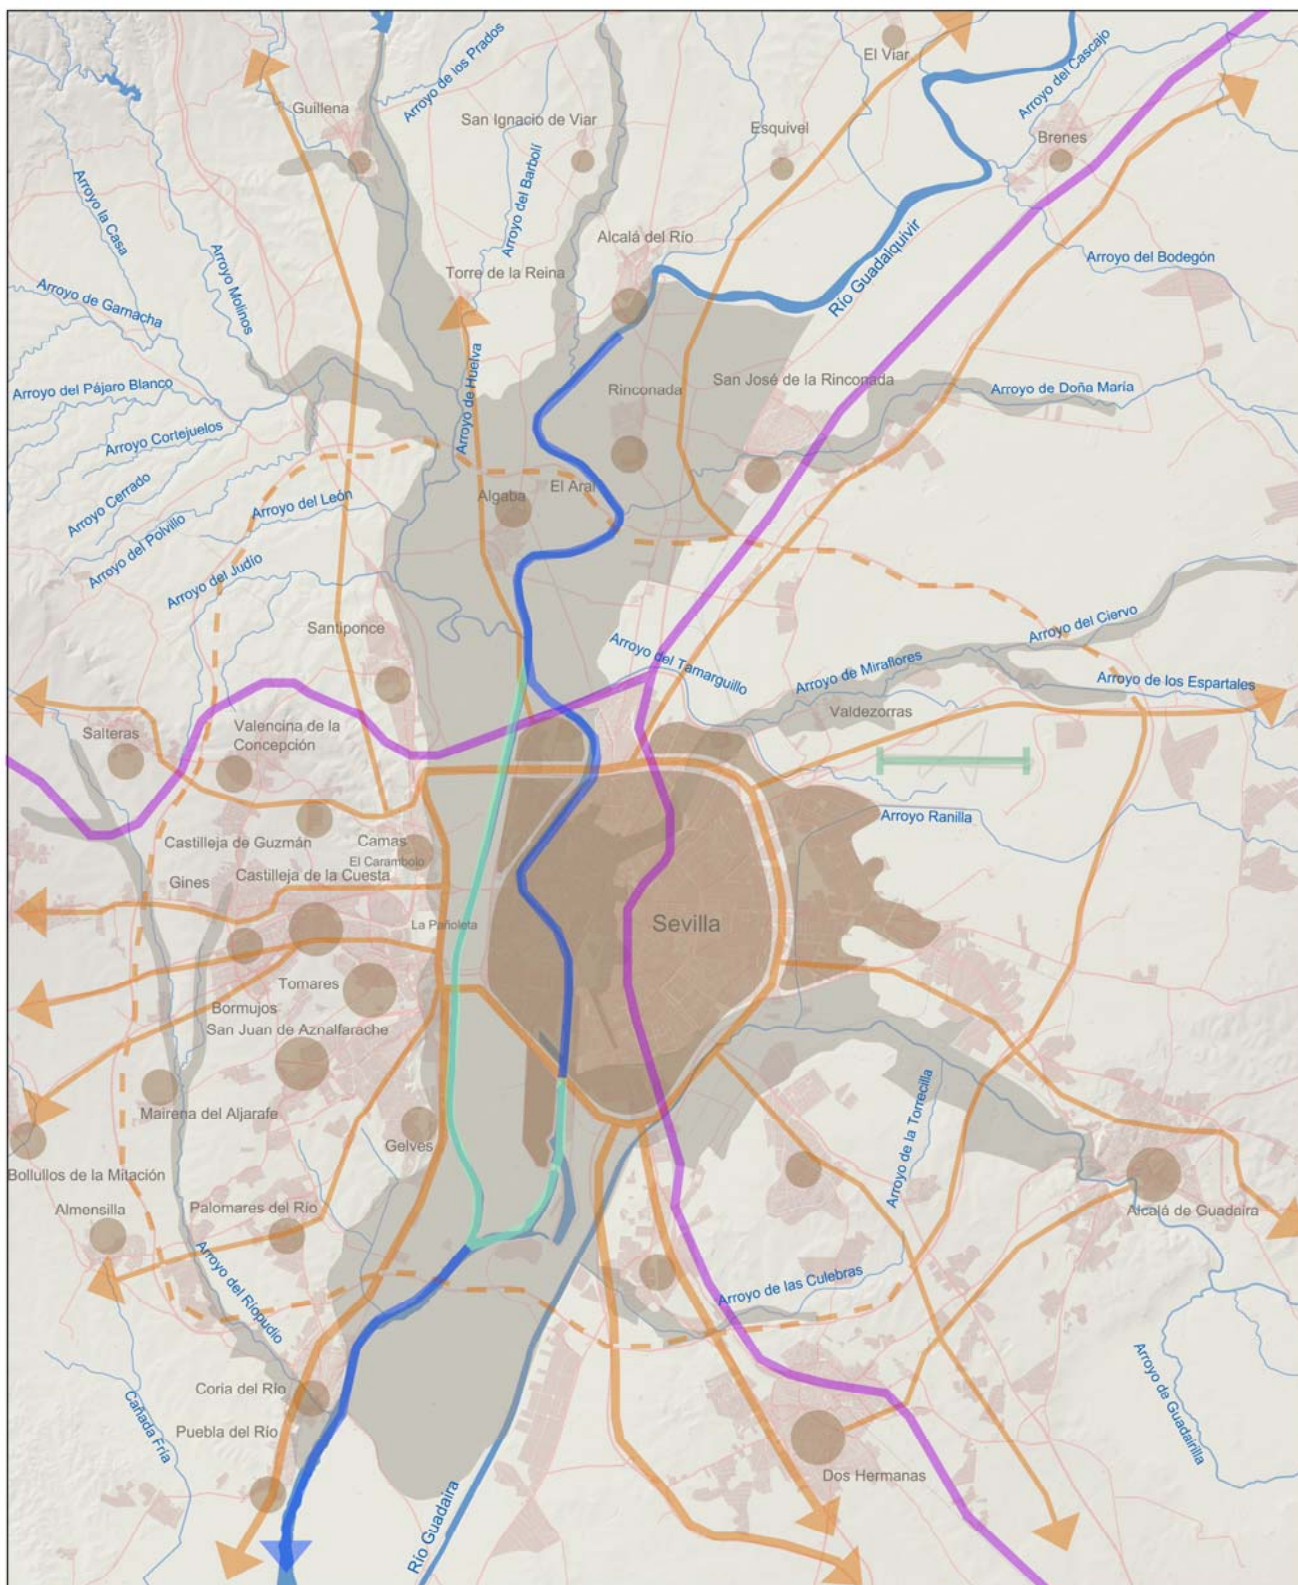 Arroyo de los Prados
El Viar
Arroyo del Cascajo
Guillena
San Ignacio de Viar
Esquivel
Brenes
Arroyo del Barbolí
Arroyo la Casa
Arroyo Molinos
Alcalá del Río
Río Guadalquivir
Arroyo del Bodegón
Torre de la Reina
Arroyo de Garnacha
Arroyo de Huelva
Arroyo del Pájaro Blanco
Rinconada
San José de la Rinconada
Arroyo de Doña María
Arroyo Cortejuelos
Arroyo Cerrado
Arroyo del León
Algaba
El Aral
Arroyo del Polvillo
Arroyo del Judío
Santiponce
Arroyo del Tamarguillo
Arroyo de Miraflores
Arroyo del Ciervo
Arroyo de los Espartales
Valdezorras
Salteras
Valencina de la
Concepción
Arroyo Ranilla
Castilleja de Guzmán
Camas
El Carambolo
Gines
Castilleja de la Cuesta
La Pañoleta
Sevilla
Tomares
Bormujos
San Juan de Aznalfarache
Mairena del Aljarafe
Gelves
Arroyo de la Torrecilla
Bollullos de la Mitación
Almensilla
Palomares del Río
Alcalá de Guadaira
Arroyo del Ríopudio
Arroyo de las Culebras
Arroyo de Guadairilla
Cañada Fría
Coria del Río
Puebla del Río
Río Guadaira
Dos Hermanas